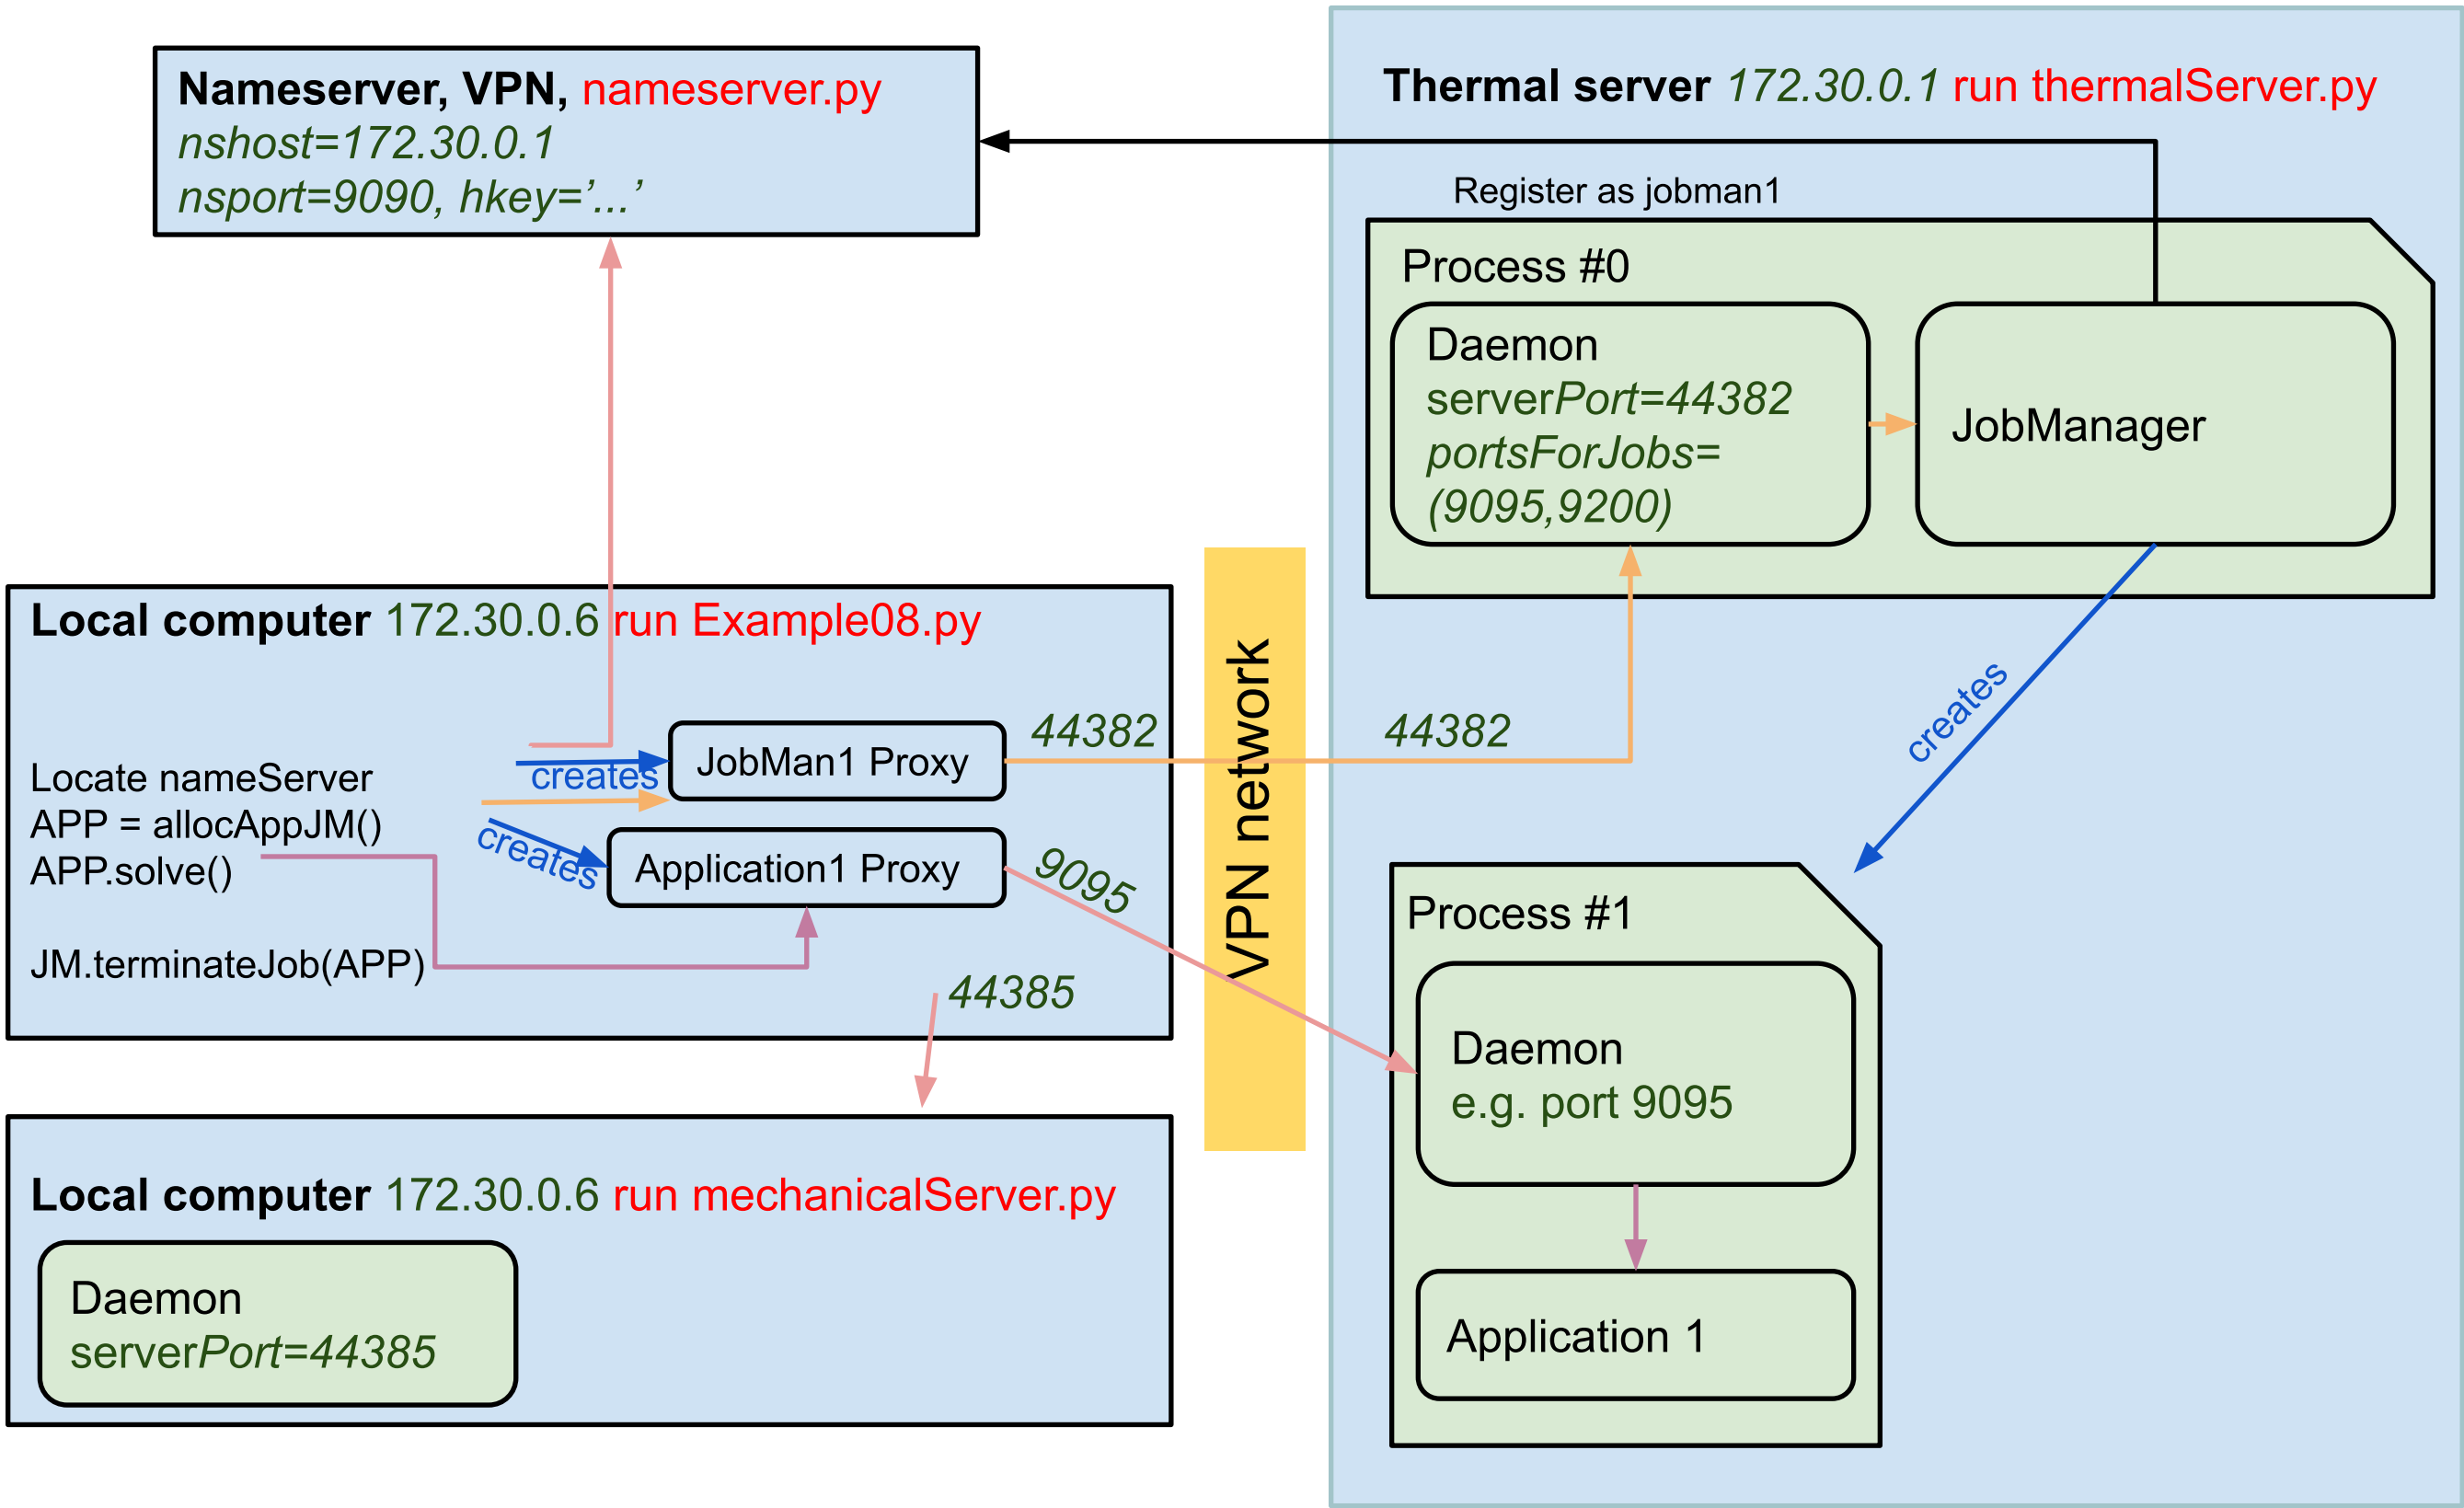 Nameserver, VPN, nameserver.py
nshost=172.30.0.1
nsport=9090, hkey='...'
Thermal server 172.30.0.1 run thermalServer.py
Register as jobman1
Process #0
Daemon
serverPort=44382
portsForJobs=
(9095,9200)
JobManager
creates
Local computer 172.30.0.6 run Example08.py
Locate nameServer
APP = allocAppJM()
APP.solve()
JM.terminateJob(APP)
creates
creates
JobMan1 Proxy
Application1 Proxy
44382
9095
44385
VPN network
44382
Process #1
Daemon
e.g. port 9095
Application 1
Local computer 172.30.0.6 run mechanicalServer.py
Daemon
serverPort=44385